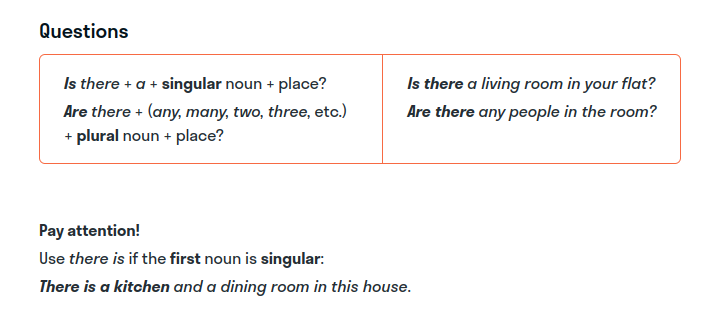 Questions
Is there + a + singular noun + place?
Are there + (any, many, two, three, etc.)
+ plural noun + place?
Is there a living room in your flat?
Are there any people in the room?
Pay attention!
Use there is if the first noun is singular:
There is a kitchen and a dining room in this house.